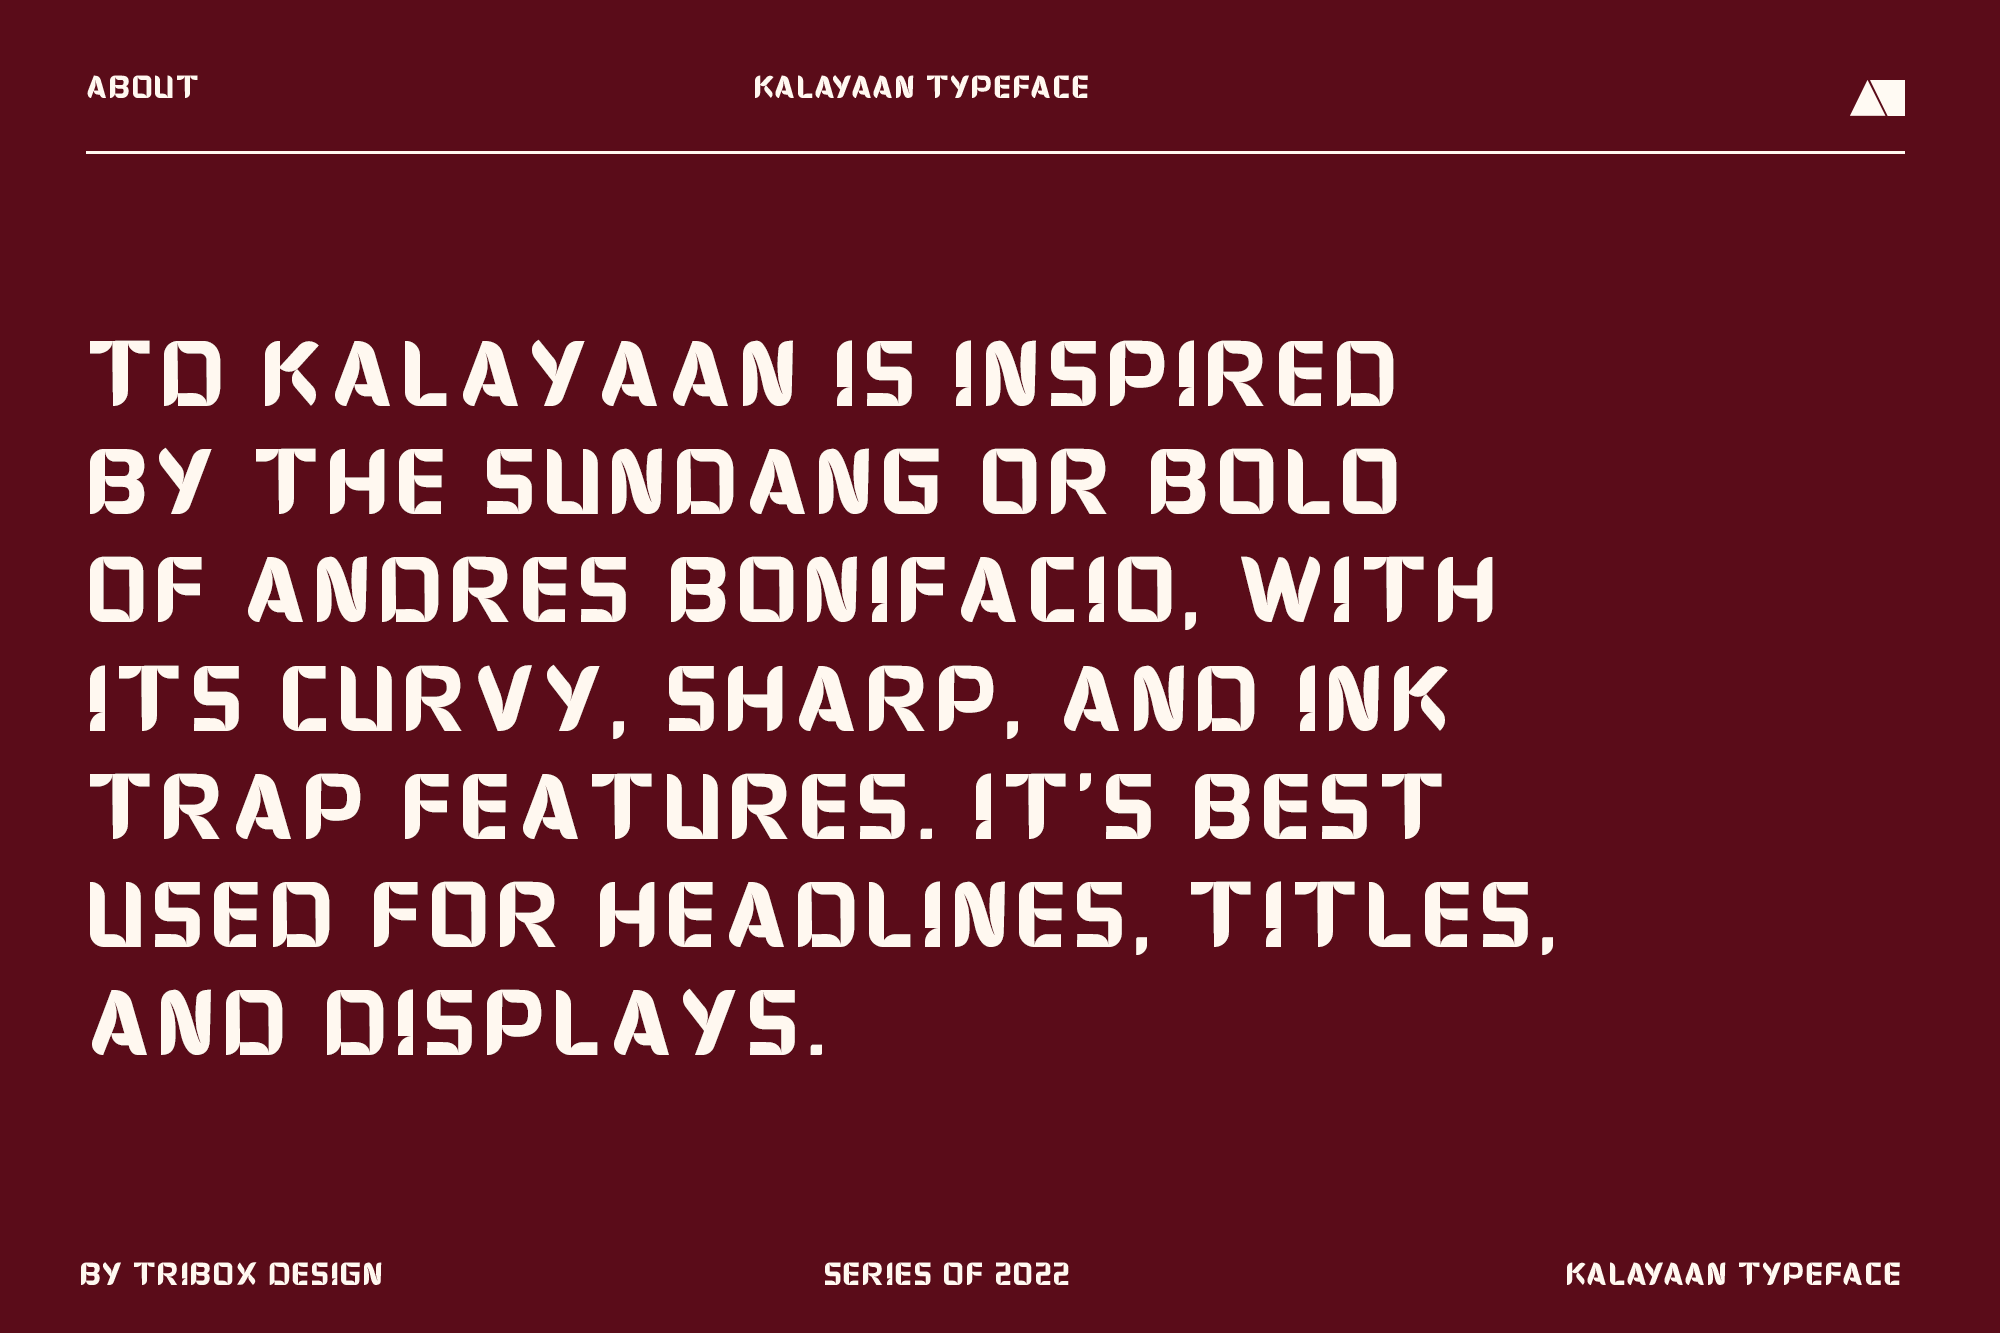 ABOUT
KALAYAAN TYPEFACE
TD KALAYAAN IS INSPIRED
BY THE SUNDANG OR BOLO
OF ANDRES BONIFACIO, WITH
ITS CURVY, SHARP, AND INK
TRAP FEATURES. IT'S BEST
USED FOR HEADLINES, TITLES,
AND DISPLAYS.
BY TRIBOX DESIGN
SERIES OF 2022
KALAYAAN TYPEFACE